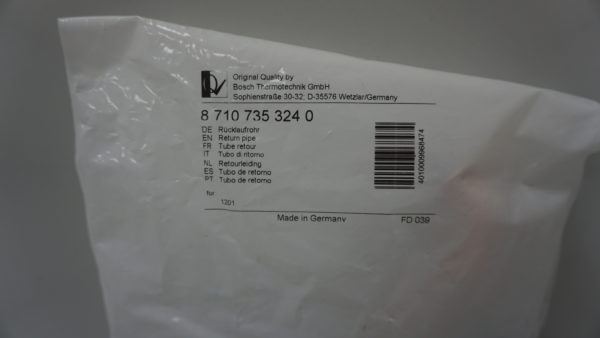 Original Quality by
Bosch Thermotechnik GmbH
Sophienstraße 30-32; D-35576 Wetzlar/Germany
8 710 735 324 0
DE Rücklaufrohr
EN Return pipe
FR Tube retour
IT Tubo di ritorno
NL Retourleiding
ES Tubo de retorno
PT Tubo de retorno
for
1201
4010009968474
Made in Germany
FD 039